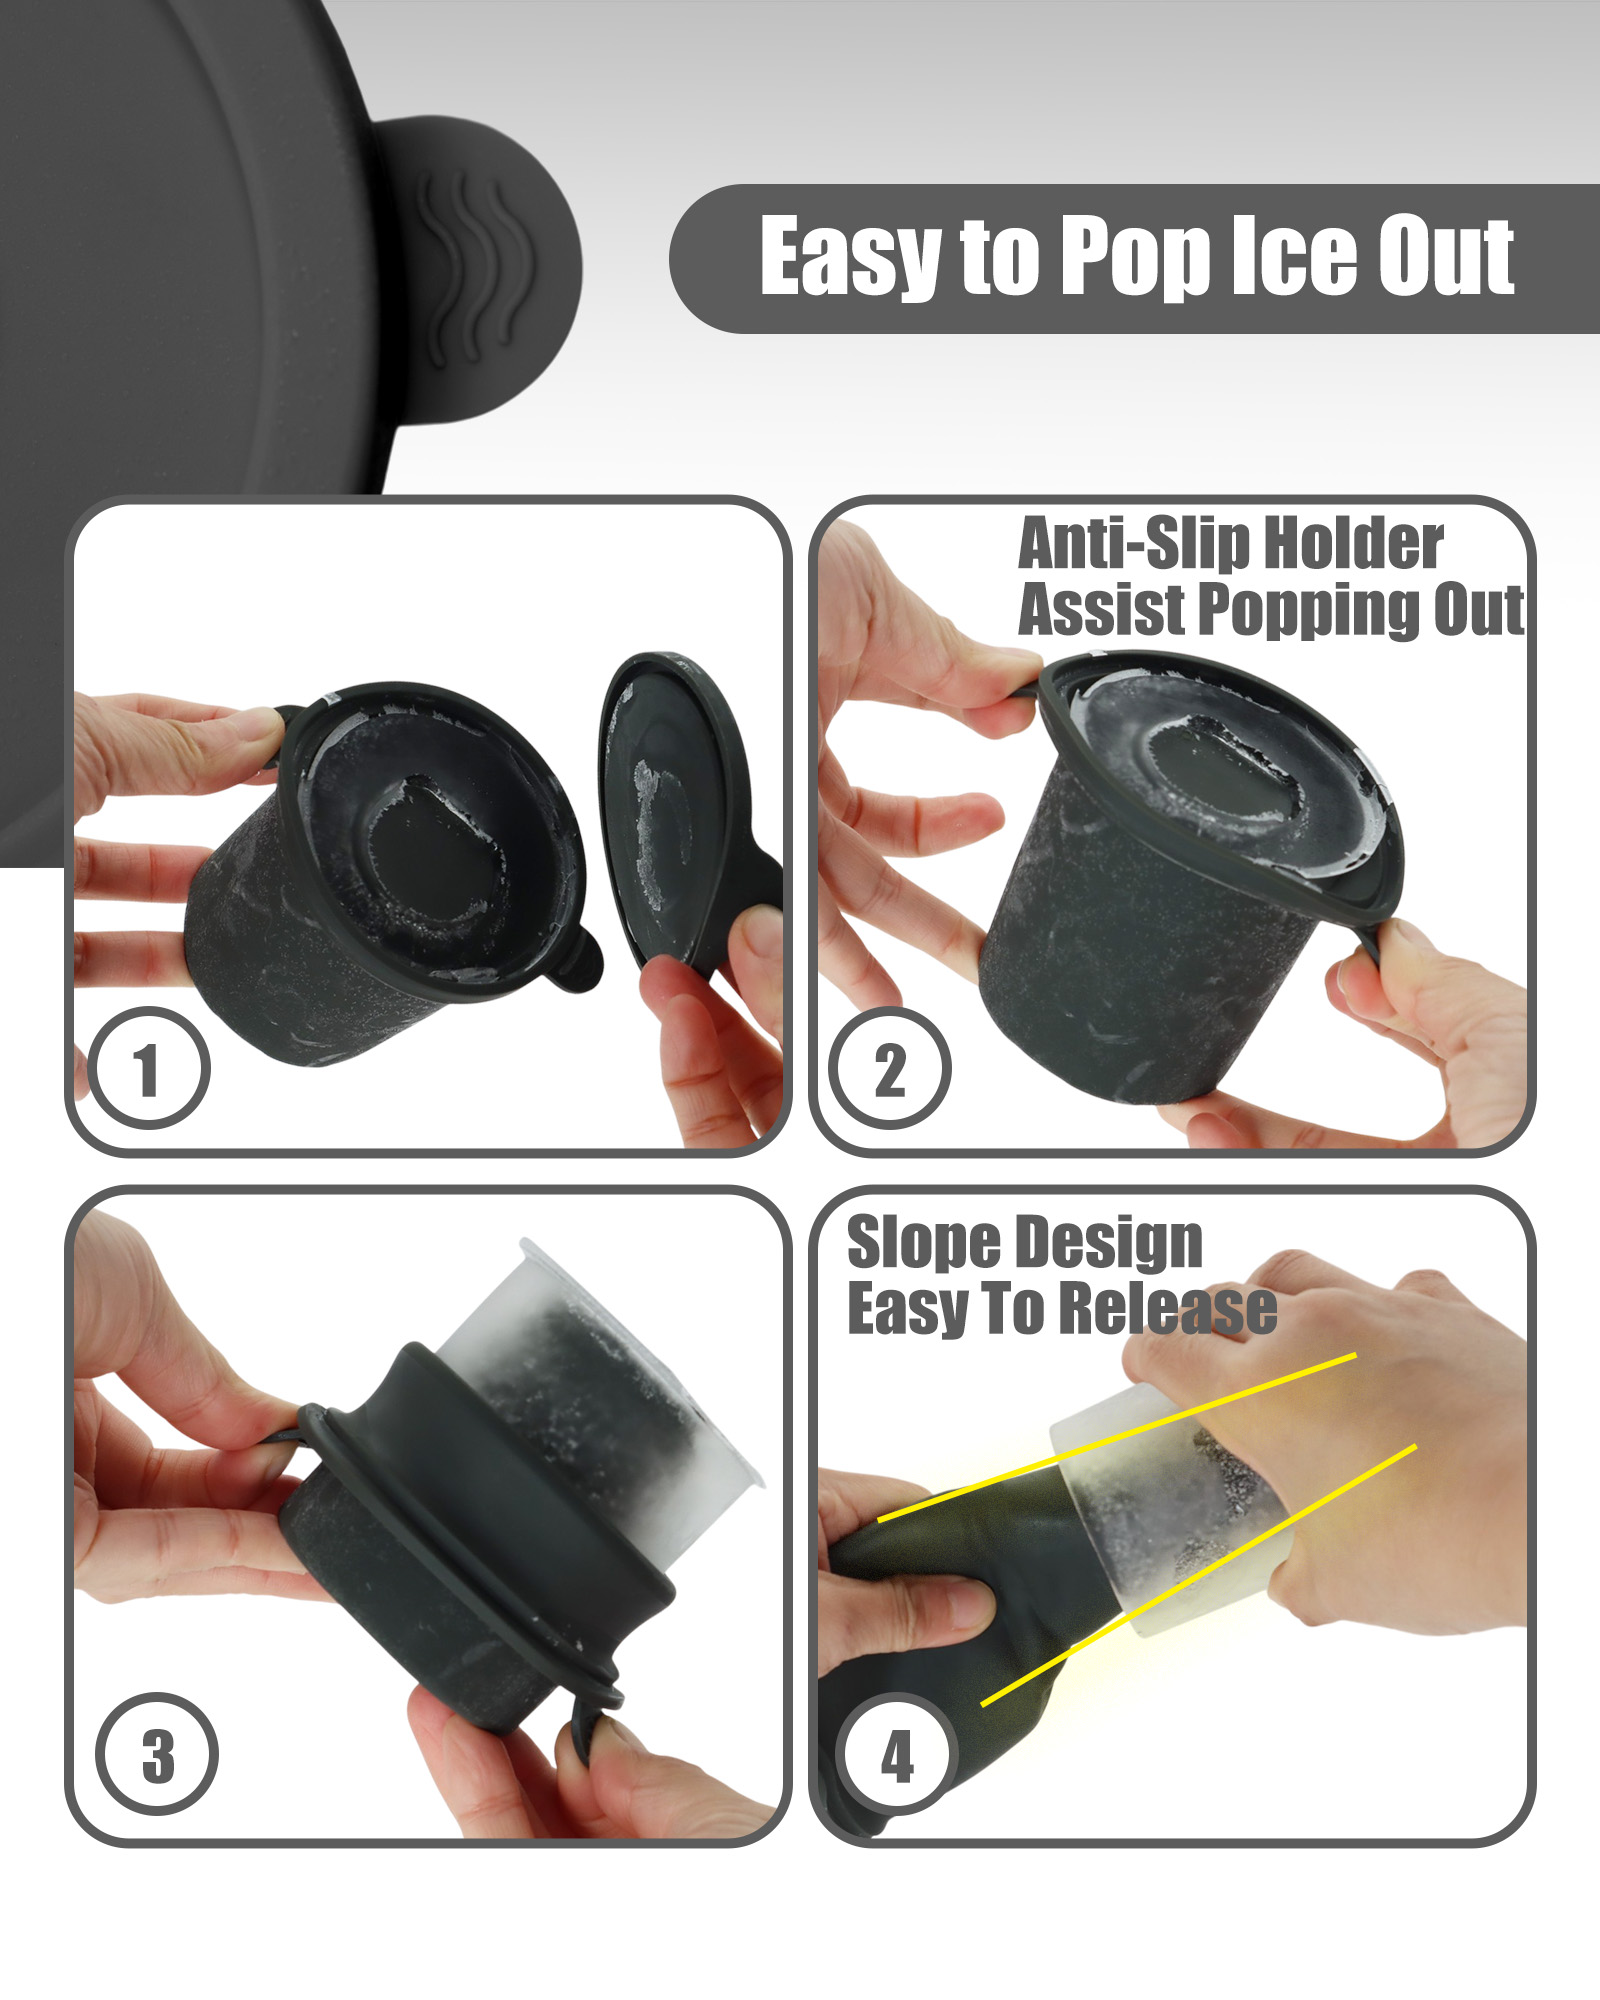 Easy to Pop Ice Out
1
Anti-Slip Holder
Assist Popping Out
2
3
Slope Design
Easy To Release
4